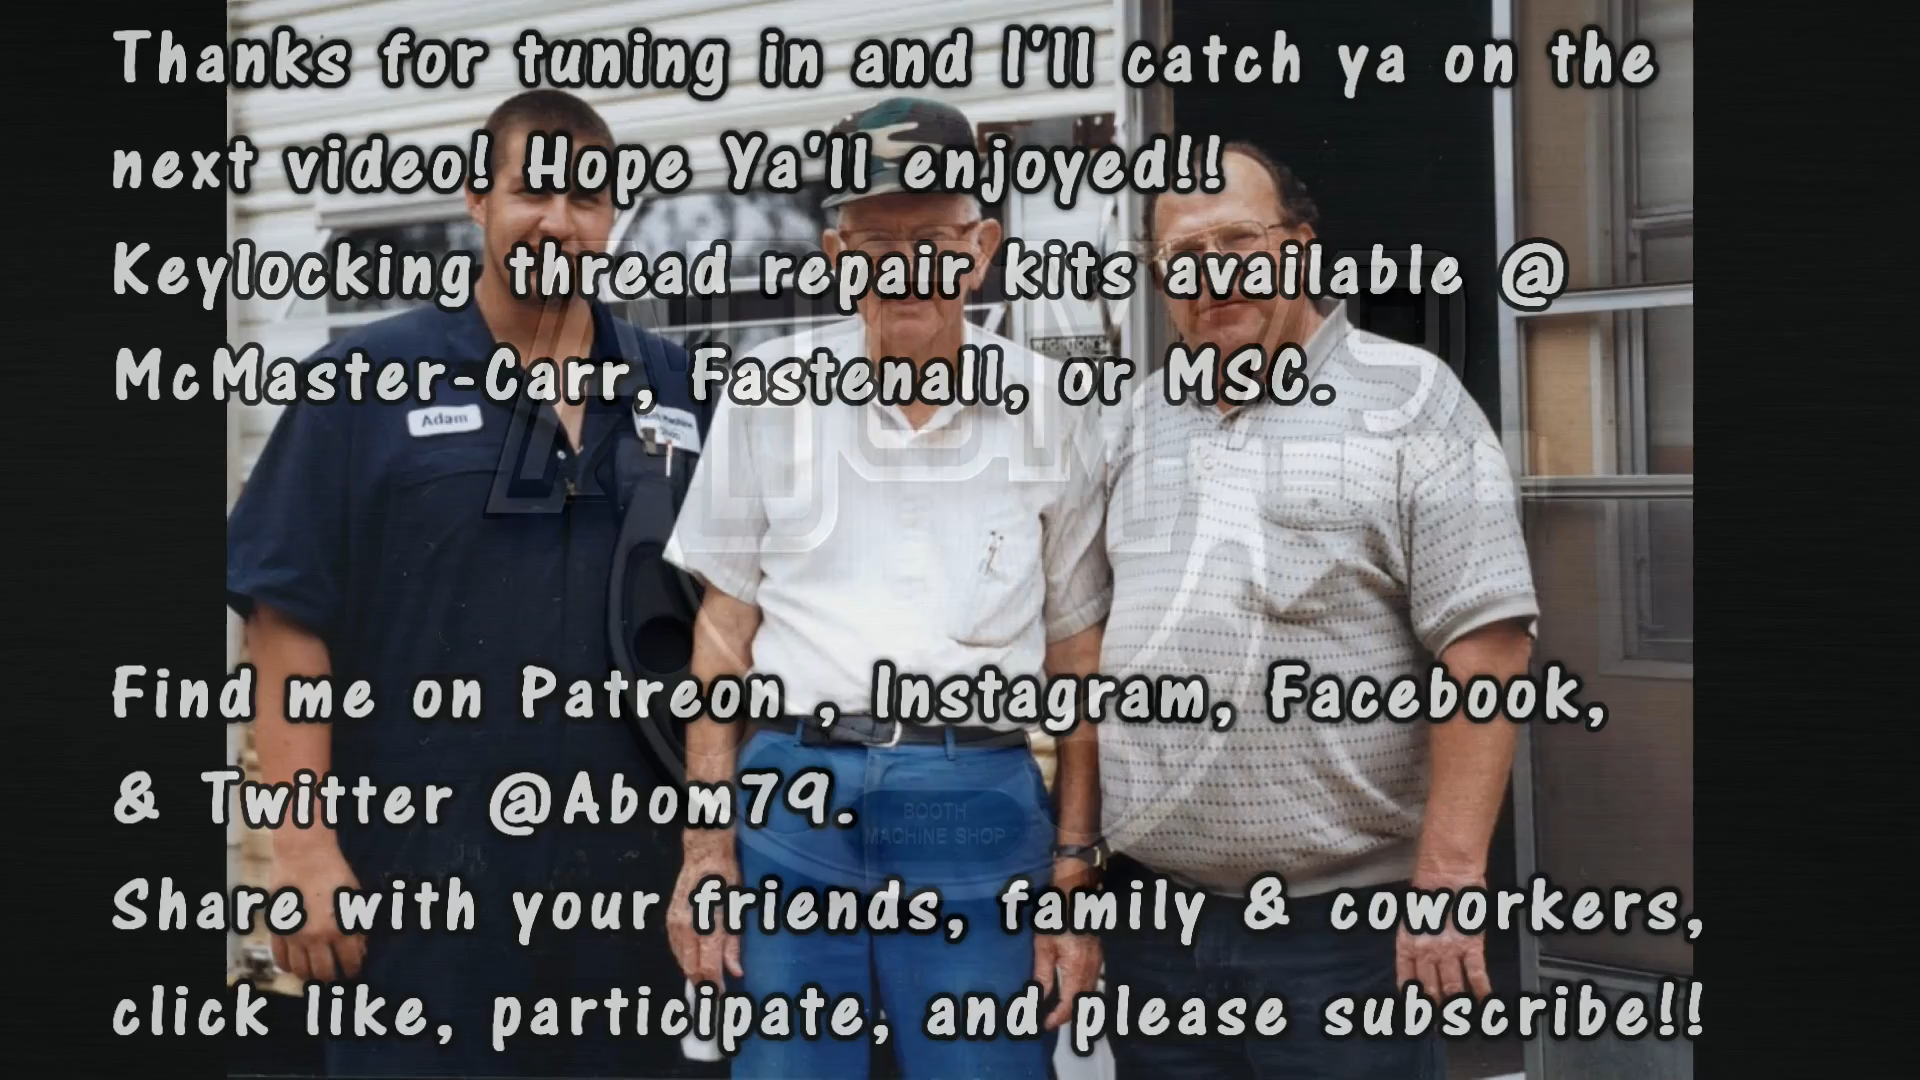 Thanks for tuning in and I'll catch ya on the
next video! Hope Ya'll enjoyed!!
Keylocking thread repair kits available @
McMaster-Carr, Fastenall, or MSC.
WIGINTON'S
Adam
ABOM79
Find me on Patreon , Instagram, Facebook,
& Twitter @Abom79.
BOOTH
MACHINE SHOP
Share with your friends, family & coworkers,
click like, participate, and please subscribe!!